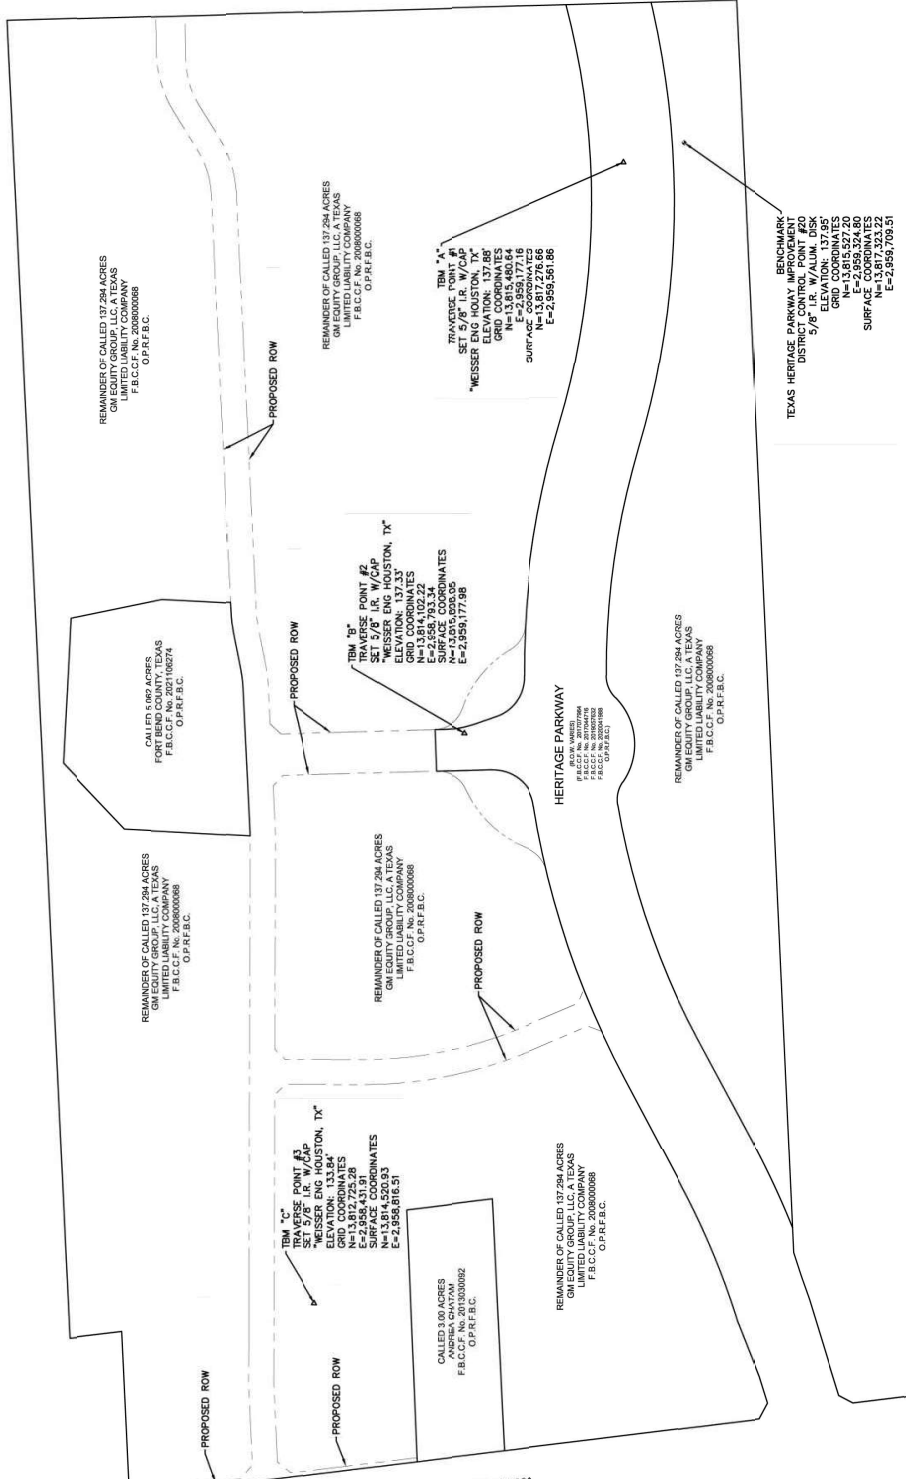 REMAINDER OF CALLED 137.294 ACRES
GM EQUITY GROUP, LLC, A TEXAS
LIMITED LIABILITY COMPANY
F.B.C.C.F. No. 2008000068
O.P.R.F.B.C.
REMAINDER OF CALLED 137.294 ACRES
GM EQUITY GROUP, LLC, A TEXAS
LIMITED LIABILITY COMPANY
F.B.C.C.F. No. 2008000068
O.P.R.F.B.C.
PROPOSED ROW
TBM "A"
TRAVERSE POINT #1
SET 5/8" I.R. W/CAP
"WEISSER ENG HOUSTON, TX"
ELEVATION: 137.88'
GRID COORDINATES
N=13,815,480.64
E=2,959,177.16
SURFACE COORDINATES
N=13,817,276.66
E=2,959,561.86
BENCHMARK
TEXAS HERITAGE PARKWAY IMPROVEMENT
DISTRICT CONTROL POINT #20
5/8" I.R. W/ALUM. DISK
ELEVATION: 137.95'
GRID COORDINATES
N=13,815,527.20
E=2,959,324.80
SURFACE COORDINATES
N=13,817,323.22
E=2,959,709.51
CALLED 5.062 ACRES
FORT BEND COUNTY, TEXAS
F.B.C.C.F. No. 2021106274
O.P.R.F.B.C.
PROPOSED ROW
TBM "B"
TRAVERSE POINT #2
SET 5/8" I.R. W/CAP
"WEISSER ENG HOUSTON, TX"
ELEVATION: 137.33'
GRID COORDINATES
N=13,814,102.22
E=2,958,793.34
SURFACE COORDINATES
E=2,959,177.98
HERITAGE PARKWAY
(R.O.W. VARIES)
O.P.R.F.B.C.)
REMAINDER OF CALLED 137.294 ACRES
GM EQUITY GROUP, LLC, A TEXAS
LIMITED LIABILITY COMPANY
F.B.C.C.F. No. 2008000068
O.P.R.F.B.C.
REMAINDER OF CALLED 137.294 ACRES
GM EQUITY GROUP, LLC, A TEXAS
LIMITED LIABILITY COMPANY
F.B.C.C.F. No. 2008000068
O.P.R.F.B.C.
REMAINDER OF CALLED 137.294 ACRES
GM EQUITY GROUP, LLC, A TEXAS
LIMITED LIABILITY COMPANY
F.B.C.C.F. No. 2008000068
O.P.R.F.B.C.
PROPOSED ROW
TBM "C"
TRAVERSE POINT #3
SET 5/8" I.R. W/CAP
"WEISSER ENG HOUSTON, TX"
ELEVATION: 133.84'
GRID COORDINATES
N=13,812,725.28
E=2,958,431.91
SURFACE COORDINATES
N=13,814,520.93
E=2,958,816.51
REMAINDER OF CALLED 137.294 ACRES
GM EQUITY GROUP, LLC, A TEXAS
LIMITED LIABILITY COMPANY
F.B.C.C.F. No. 2008000068
O.P.R.F.B.C.
CALLED 3.00 ACRES
ANDREA CHATAM
F.B.C.C.F. No. 2013030092
O.P.R.F.B.C.
PROPOSED ROW
PROPOSED ROW